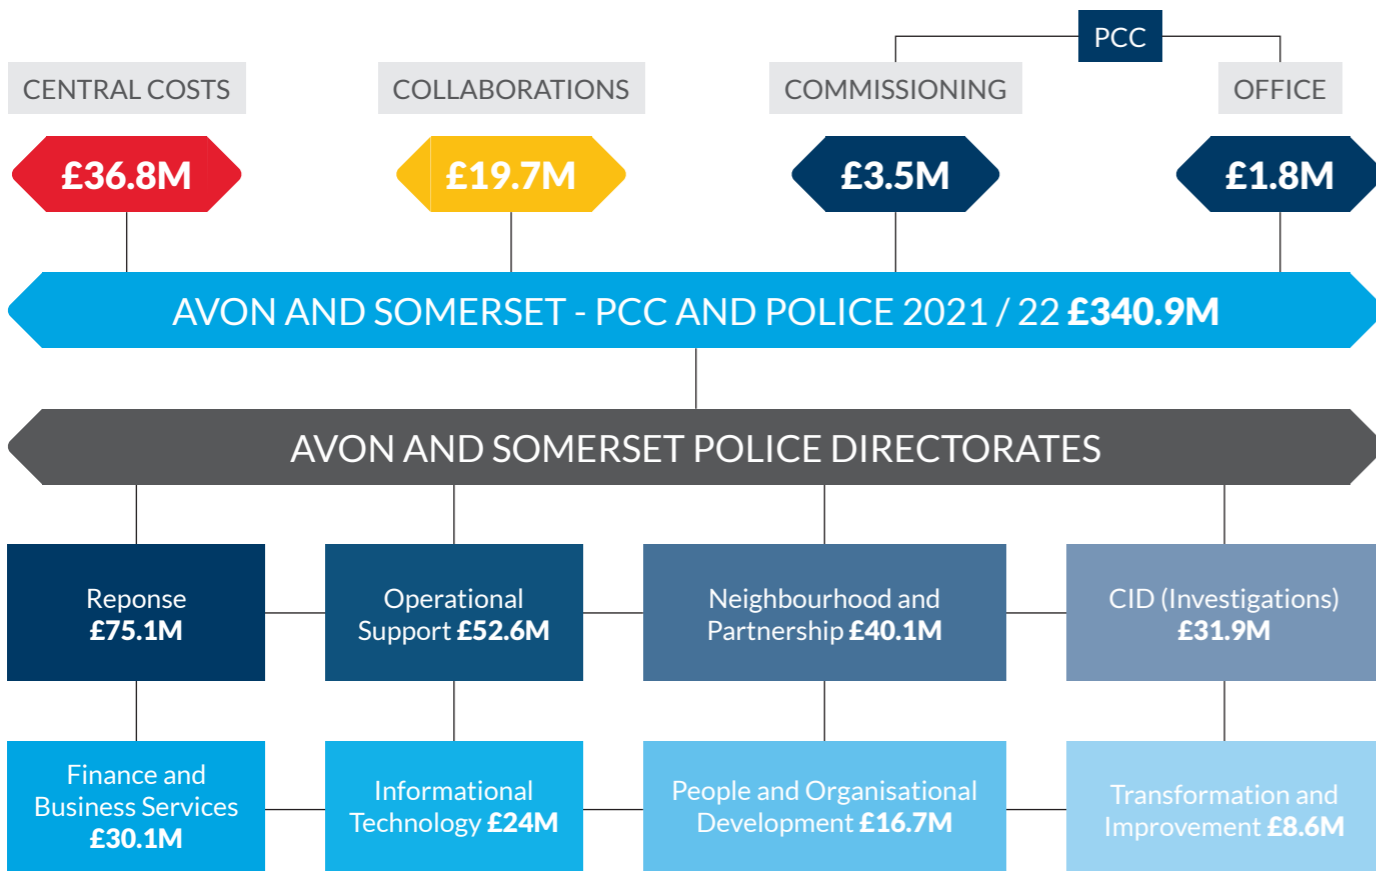 PCC
CENTRAL COSTS
COLLABORATIONS
COMMISSIONING
OFFICE
£36.8M
£19.7M
£3.5M
£1.8M
AVON AND SOMERSET - PCC AND POLICE 2021 / 22 £340.9M
AVON AND SOMERSET POLICE DIRECTORATES
Reponse
£75.1M
Operational
Support £52.6M
Neighbourhood and
Partnership £40.1M
CID (Investigations)
£31.9M
Finance and
Business Services
£30.1M
Informational
Technology £24M
People and Organisational
Development £16.7M
Transformation and
Improvement £8.6M